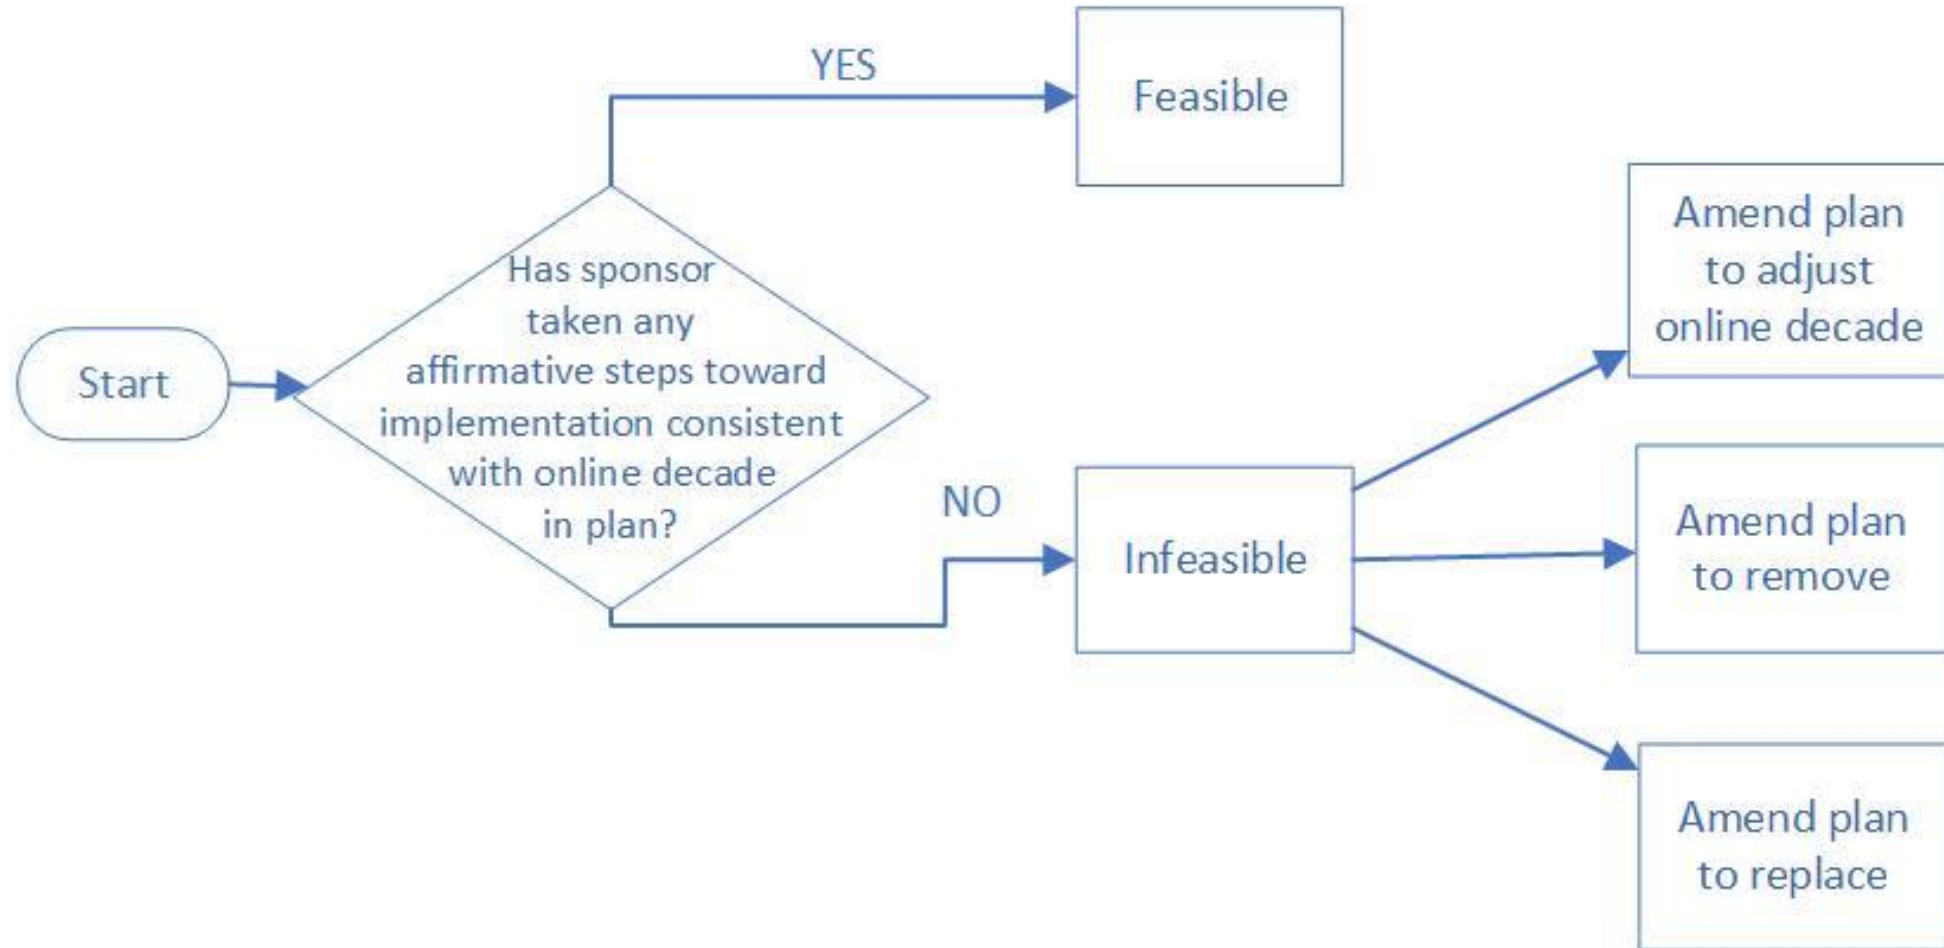 YES
Feasible
Start
Has sponsor
taken any
affirmative steps toward
implementation consistent
with online decade
in plan?
NO
Infeasible
Amend plan
to adjust
online decade
Amend plan
to remove
Amend plan
to replace